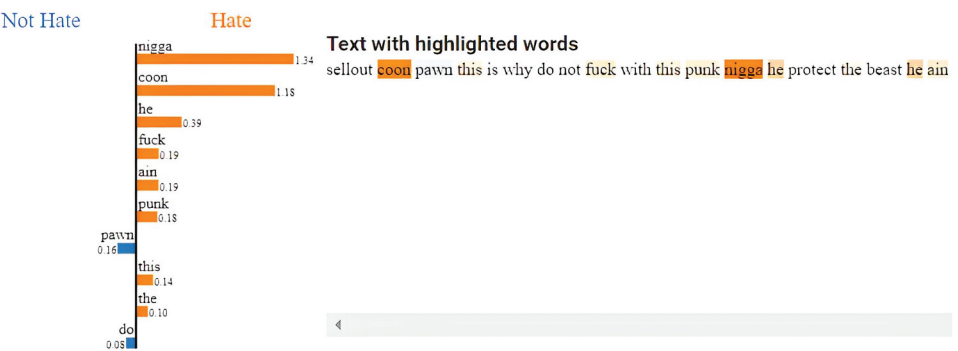 Not Hate
Hate
nigga
1.34
coon
1.18
he
0.39
fuck
0.19
ain
0.19
punk
0.18
pawn
0.16
this
0.14
the
0.10
do
0.08
Text with highlighted words
sellout coon pawn this is why do not fuck with this punk nigga he protect the beast he ain